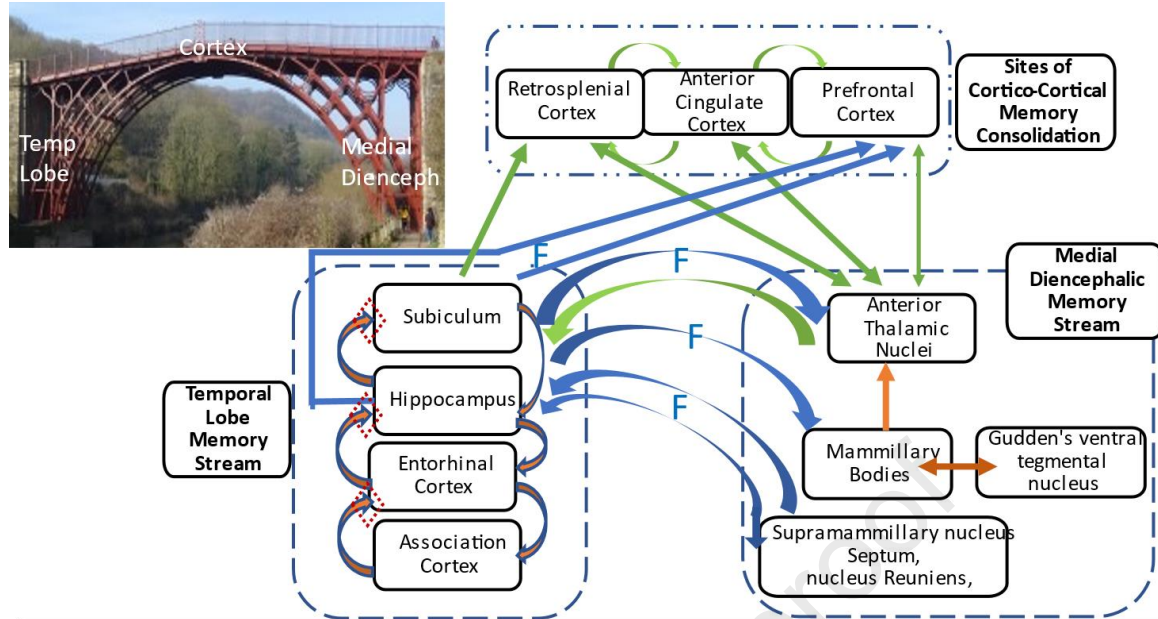 Cortex
Temp
Lobe
Medial
Dienceph
Retrosplenial
Cortex
Anterior
Cingulate
Cortex
Prefrontal
Cortex
Sites of
Cortico-Cortical
Memory
Consolidation
F
F
F
F
Temporal
Lobe
Memory
Stream
Subiculum
Hippocampus
Entorhinal
Cortex
Association
Cortex
Medial
Diencephalic
Memory
Stream
Anterior
Thalamic
Nuclei
Mammillary
Bodies
Gudden's ventral
tegmental
nucleus
Supramammillary nucleus
Septum,
nucleus Reuniens,
proof